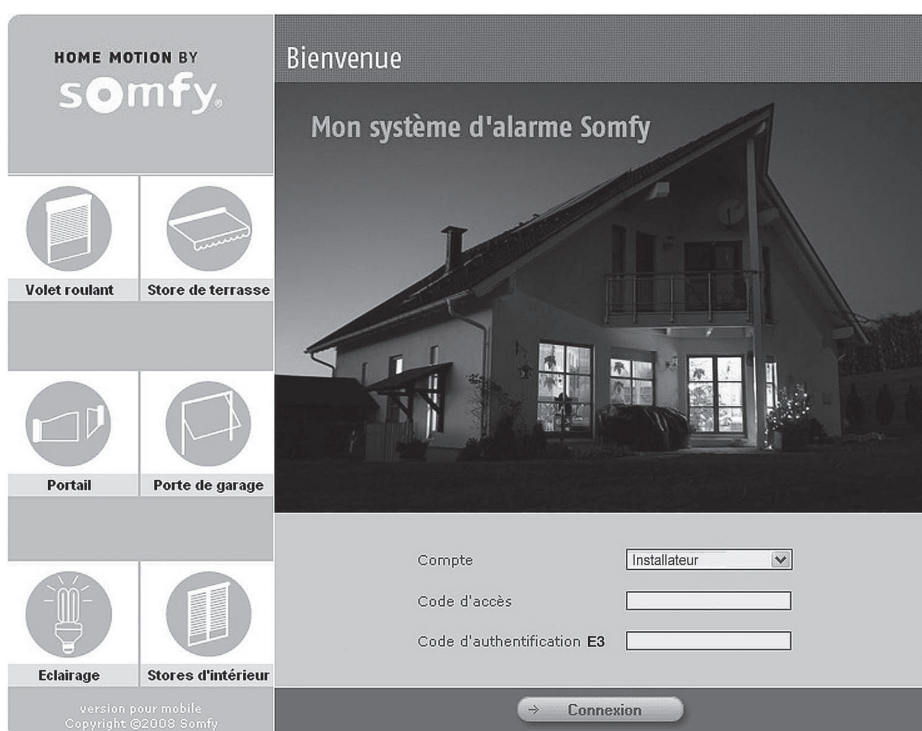 HOME MOTION BY
somfy®
Bienvenue
Mon système d'alarme Somfy
Volet roulant
Store de terrasse
Portail
Porte de garage
Eclairage
Stores d'intérieur
Compte
Installateur
Code d'accès
Code d'authentification E3
Connexion
version pour mobile
Copyright ©2008 Somfy